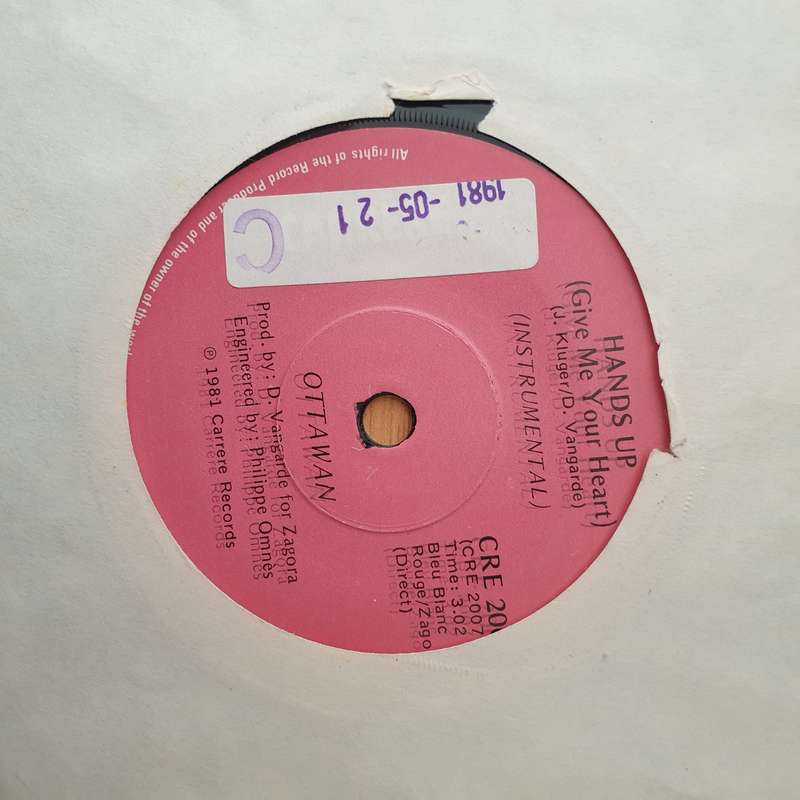 HANDS UP
(Give Me Your Heart)
(J. Kluger/D. Vangarde)
(INSTRUMENTAL)
OTTAWAN
Prod. by: D. Vangarde for Zagora
Engineered by: Philippe Omnes
℗ 1981 Carrere Records
CRE 20
(CRE 2007
Time: 3.02
Bleu Blanc
Rouge/Zago
(Direct)
1981 -05- 21
C
All rights of the Record Producer and of the owner of the